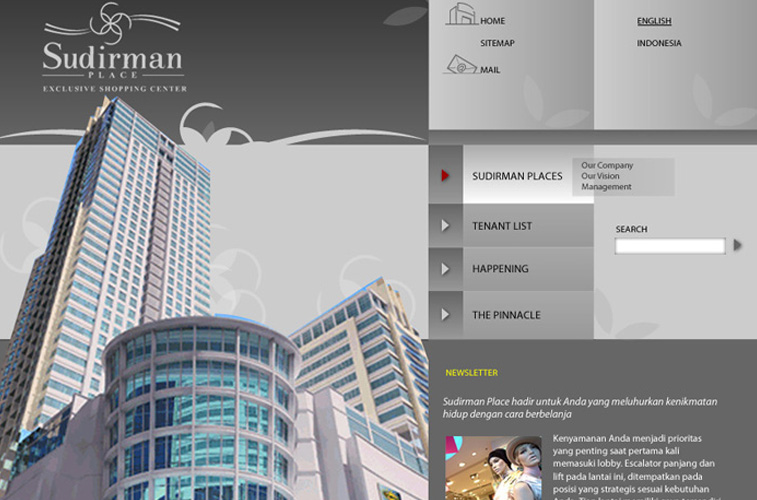 Sudirman
PLACE
EXCLUSIVE SHOPPING CENTER
HOME
SITEMAP
MAIL
ENGLISH
INDONESIA
SUDIRMAN PLACES
Our Company
Our Vision
Management
TENANT LIST
HAPPENING
THE PINNACLE
SEARCH
NEWSLETTER
Sudirman Place hadir untuk Anda yang meluhurkan kenikmatan
hidup dengan cara berbelanja
Kenyamanan Anda menjadi prioritas
yang penting saat pertama kali
memasuki lobby. Escalator panjang dan
lift pada lantai ini, ditempatkan pada
posisi yang strategis sesuai kebutuhan